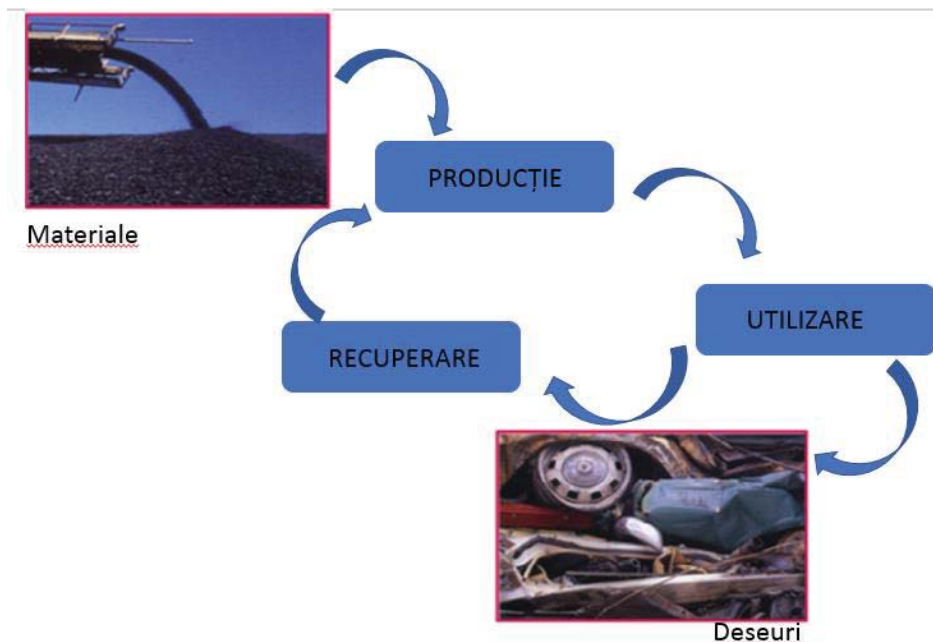 PRODUCȚIE
Materiale
UTILIZARE
RECUPERARE
Deseuri